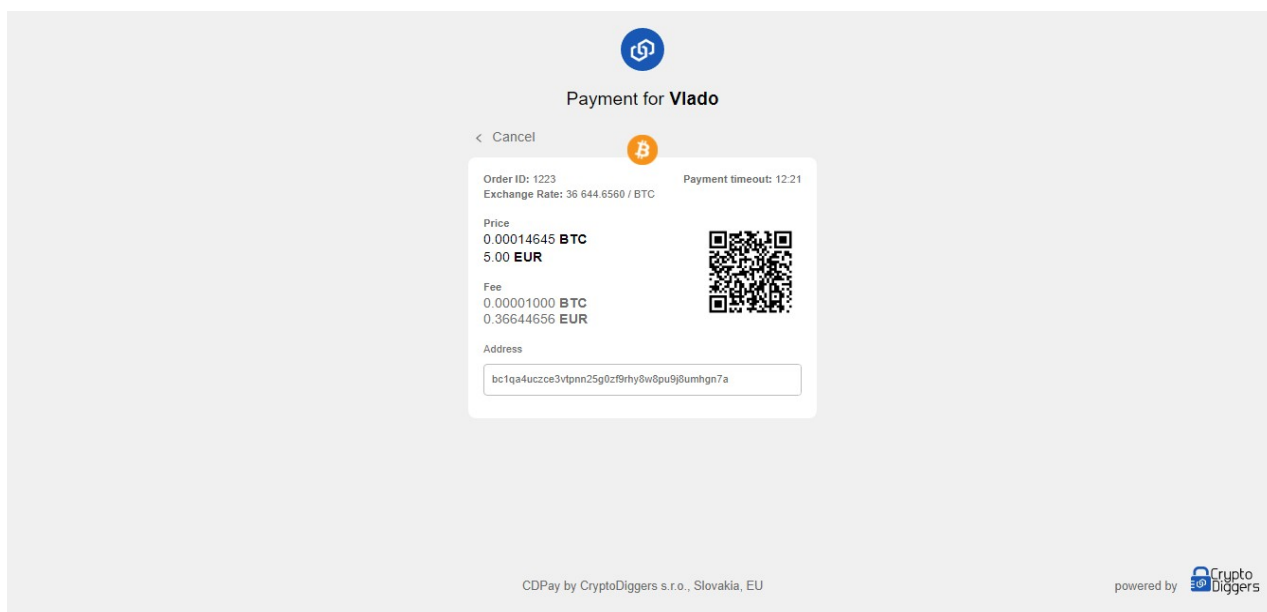 Payment for Vlado
< Cancel
Order ID: 1223
Payment timeout: 12:21
Exchange Rate: 36 644.6560 / BTC
Price
0.00014645 BTC
5.00 EUR
Fee
0.00001000 BTC
0.36644656 EUR
Address
bc1qa4uczce3vtpnn25g0zf9rhy8w8pu9j8umhgn7a
CDPay by CryptoDiggers s.r.o., Slovakia, EU
powered by
Crypto
Diggers